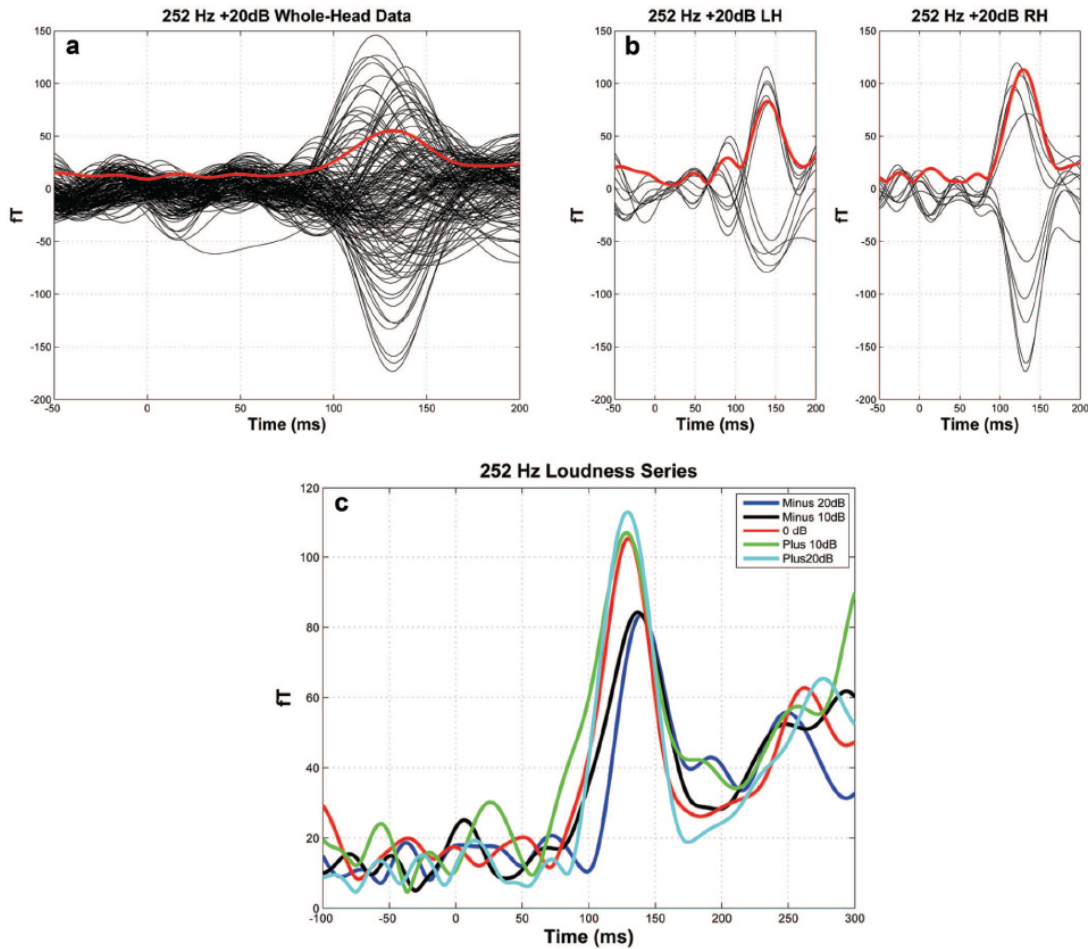 252 Hz +20dB Whole-Head Data
a
150
100
50
0
-50
-100
-150
-200
fT
-50 0 50 100 150 200
Time (ms)
252 Hz +20dB LH
b
150
100
50
0
-50
-100
-150
-200
fT
-50 0 50 100 150 200
Time (ms)
252 Hz +20dB RH
150
100
50
0
-50
-100
-150
-200
-50 0 50 100 150 200
Time (ms)
252 Hz Loudness Series
c
120
100
80
60
40
20
0
fT
Minus 20dB
Minus 10dB
0 dB
Plus 10dB
Plus20dB
-100 -50 0 50 100 150 200 250 300
Time (ms)